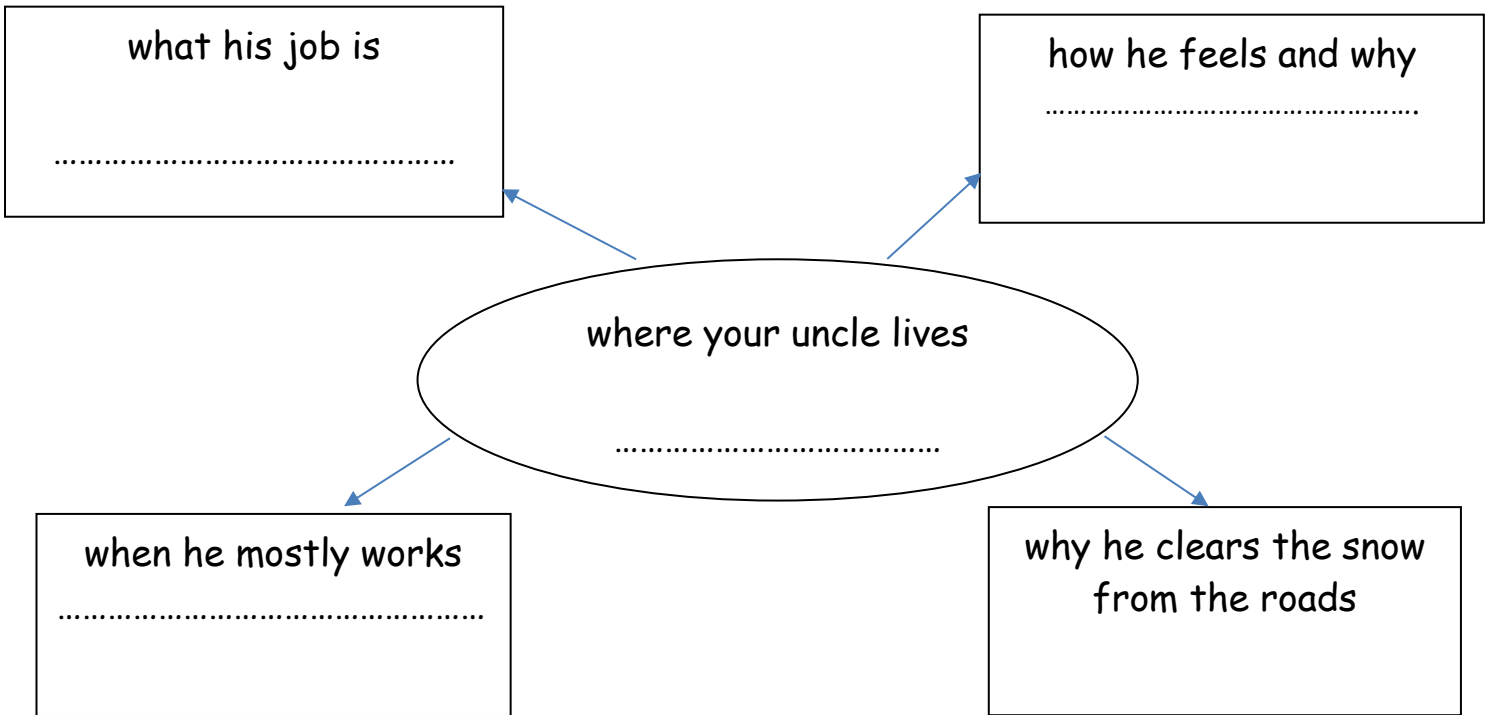 what his job is
……………………………………………
how he feels and why
…………………………………………….
where your uncle lives
……………………………………
when he mostly works
………………………………………………
why he clears the snow
from the roads